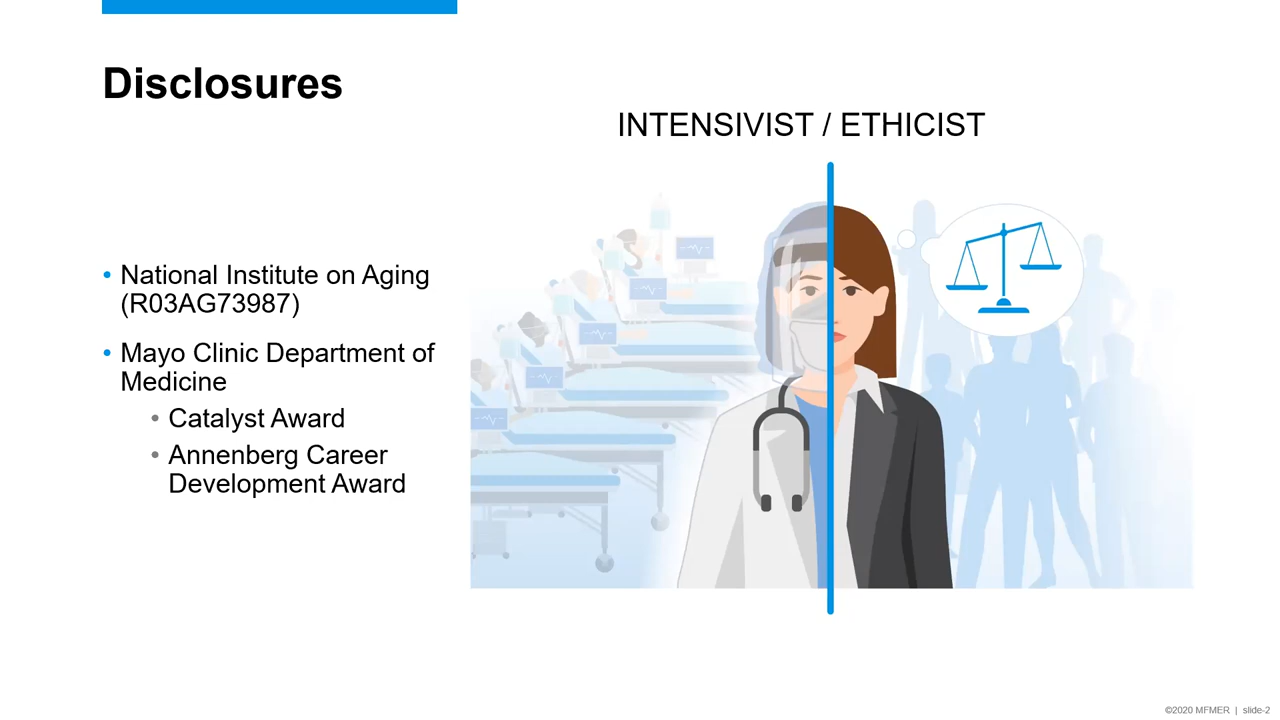 Disclosures
INTENSIVIST / ETHICIST
• National Institute on Aging
(R03AG73987)
• Mayo Clinic Department of
Medicine
• Catalyst Award
• Annenberg Career
Development Award
©2020 MFMER | slide-2